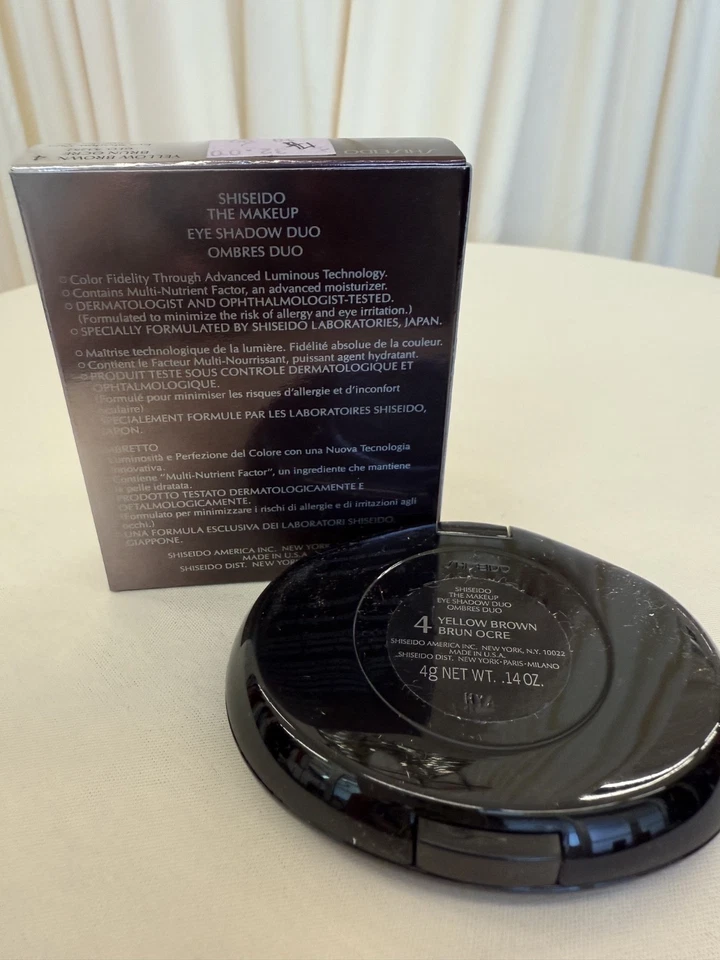 4 YELLOW BROWN
BRUN OCRE
SHISEIDO
SHISEIDO
THE MAKEUP
EYE SHADOW DUO
OMBRES DUO
Color Fidelity Through Advanced Luminous Technology.
Contains Multi-Nutrient Factor, an advanced moisturizer.
DERMATOLOGIST AND OPHTHALMOLOGIST-TESTED.
(Formulated to minimize the risk of allergy and eye irritation.)
SPECIALLY FORMULATED BY SHISEIDO LABORATORIES, JAPAN.
Maîtrise technologique de la lumière. Fidélité absolue de la couleur.
Contient le Facteur Multi-Nourrissant, puissant agent hydratant.
PRODUIT TESTE SOUS CONTROLE DERMATOLOGIQUE ET
OPHTALMOLOGIQUE.
(Formulé pour minimiser les risques d'allergie et d'inconfort
oculaire)
SPECIALEMENT FORMULE PAR LES LABORATOIRES SHISEIDO,
JAPON.
Luminosità e Perfezione del Colore con una Nuova Tecnologia
Innovativa.
Contiene "Multi-Nutrient Factor", un ingrediente che mantiene
la pelle idratata.
PRODOTTO TESTATO DERMATOLOGICAMENTE E
OFTALMOLOGICAMENTE.
(Formulato per minimizzare i rischi di allergie e di irritazioni agli
occhi.)
UNA FORMULA ESCLUSIVA DEI LABORATORI SHISEIDO,
GIAPPONE.
SHISEIDO AMERICA INC. NEW YORK
MADE IN U.S.A.
SHISEIDO DIST. NEW YORK
SHISEIDO
SHISEIDO
THE MAKEUP
EYE SHADOW DUO
OMBRES DUO
4 YELLOW BROWN
BRUN OCRE
SHISEIDO AMERICA INC. NEW YORK, N.Y. 10022
MADE IN U.S.A.
SHISEIDO DIST. NEW YORK•PARIS•MILANO
4g NET WT. .14 OZ.